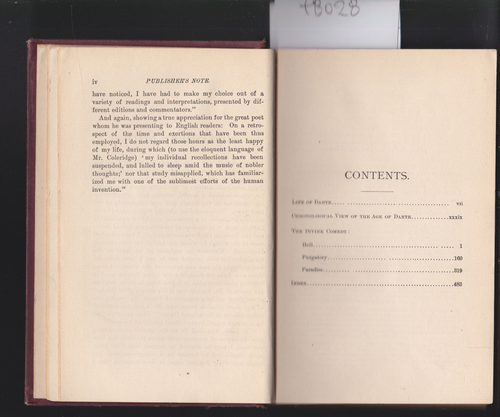 78028
iv PUBLISHER'S NOTE.
have noticed, I have had to make my choice out of a
variety of readings and interpretations, presented by dif-
ferent editions and commentators."
And again, showing a true appreciation for the great poet
whom he was presenting to English readers: On a retro-
spect of the time and exertions that have been thus
employed, I do not regard those hours as the least happy
of my life, during which (to use the eloquent language of
Mr. Coleridge) 'my individual recollections have been
suspended, and lulled to sleep amid the music of nobler
thoughts;' nor that study misapplied, which has familiar-
ized me with one of the sublimest efforts of the human
invention."
CONTENTS.
LIFE OF DANTE..... vii
CHRONOLOGICAL VIEW OF THE AGE OF DANTE.....xxxix
THE DIVINE COMEDY:
Hell..... 1
Purgatory.....160
Paradise.....319
INDEX.....483